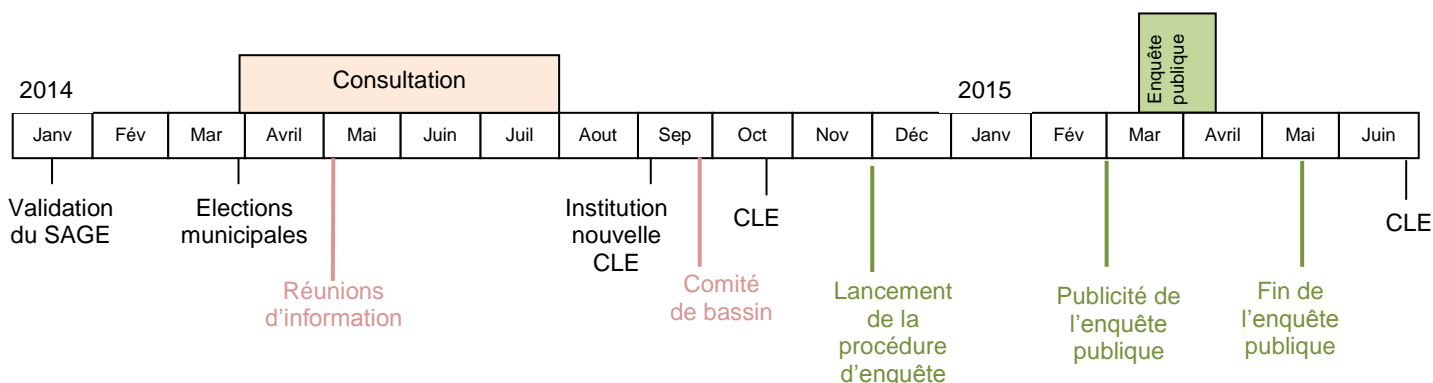 Enquête
publique
Consultation
2014
2015
Janv Fév Mar Avril Mai Juin Juil Aout Sep Oct Nov Déc Janv Fév Mar Avril Mai Juin
Validation
du SAGE
Elections
municipales
Réunions
d’information
Institution
nouvelle
CLE
Comité
de bassin
CLE
Lancement
de la
procédure
d’enquête
Publicité de
l’enquête
publique
Fin de
l’enquête
publique
CLE